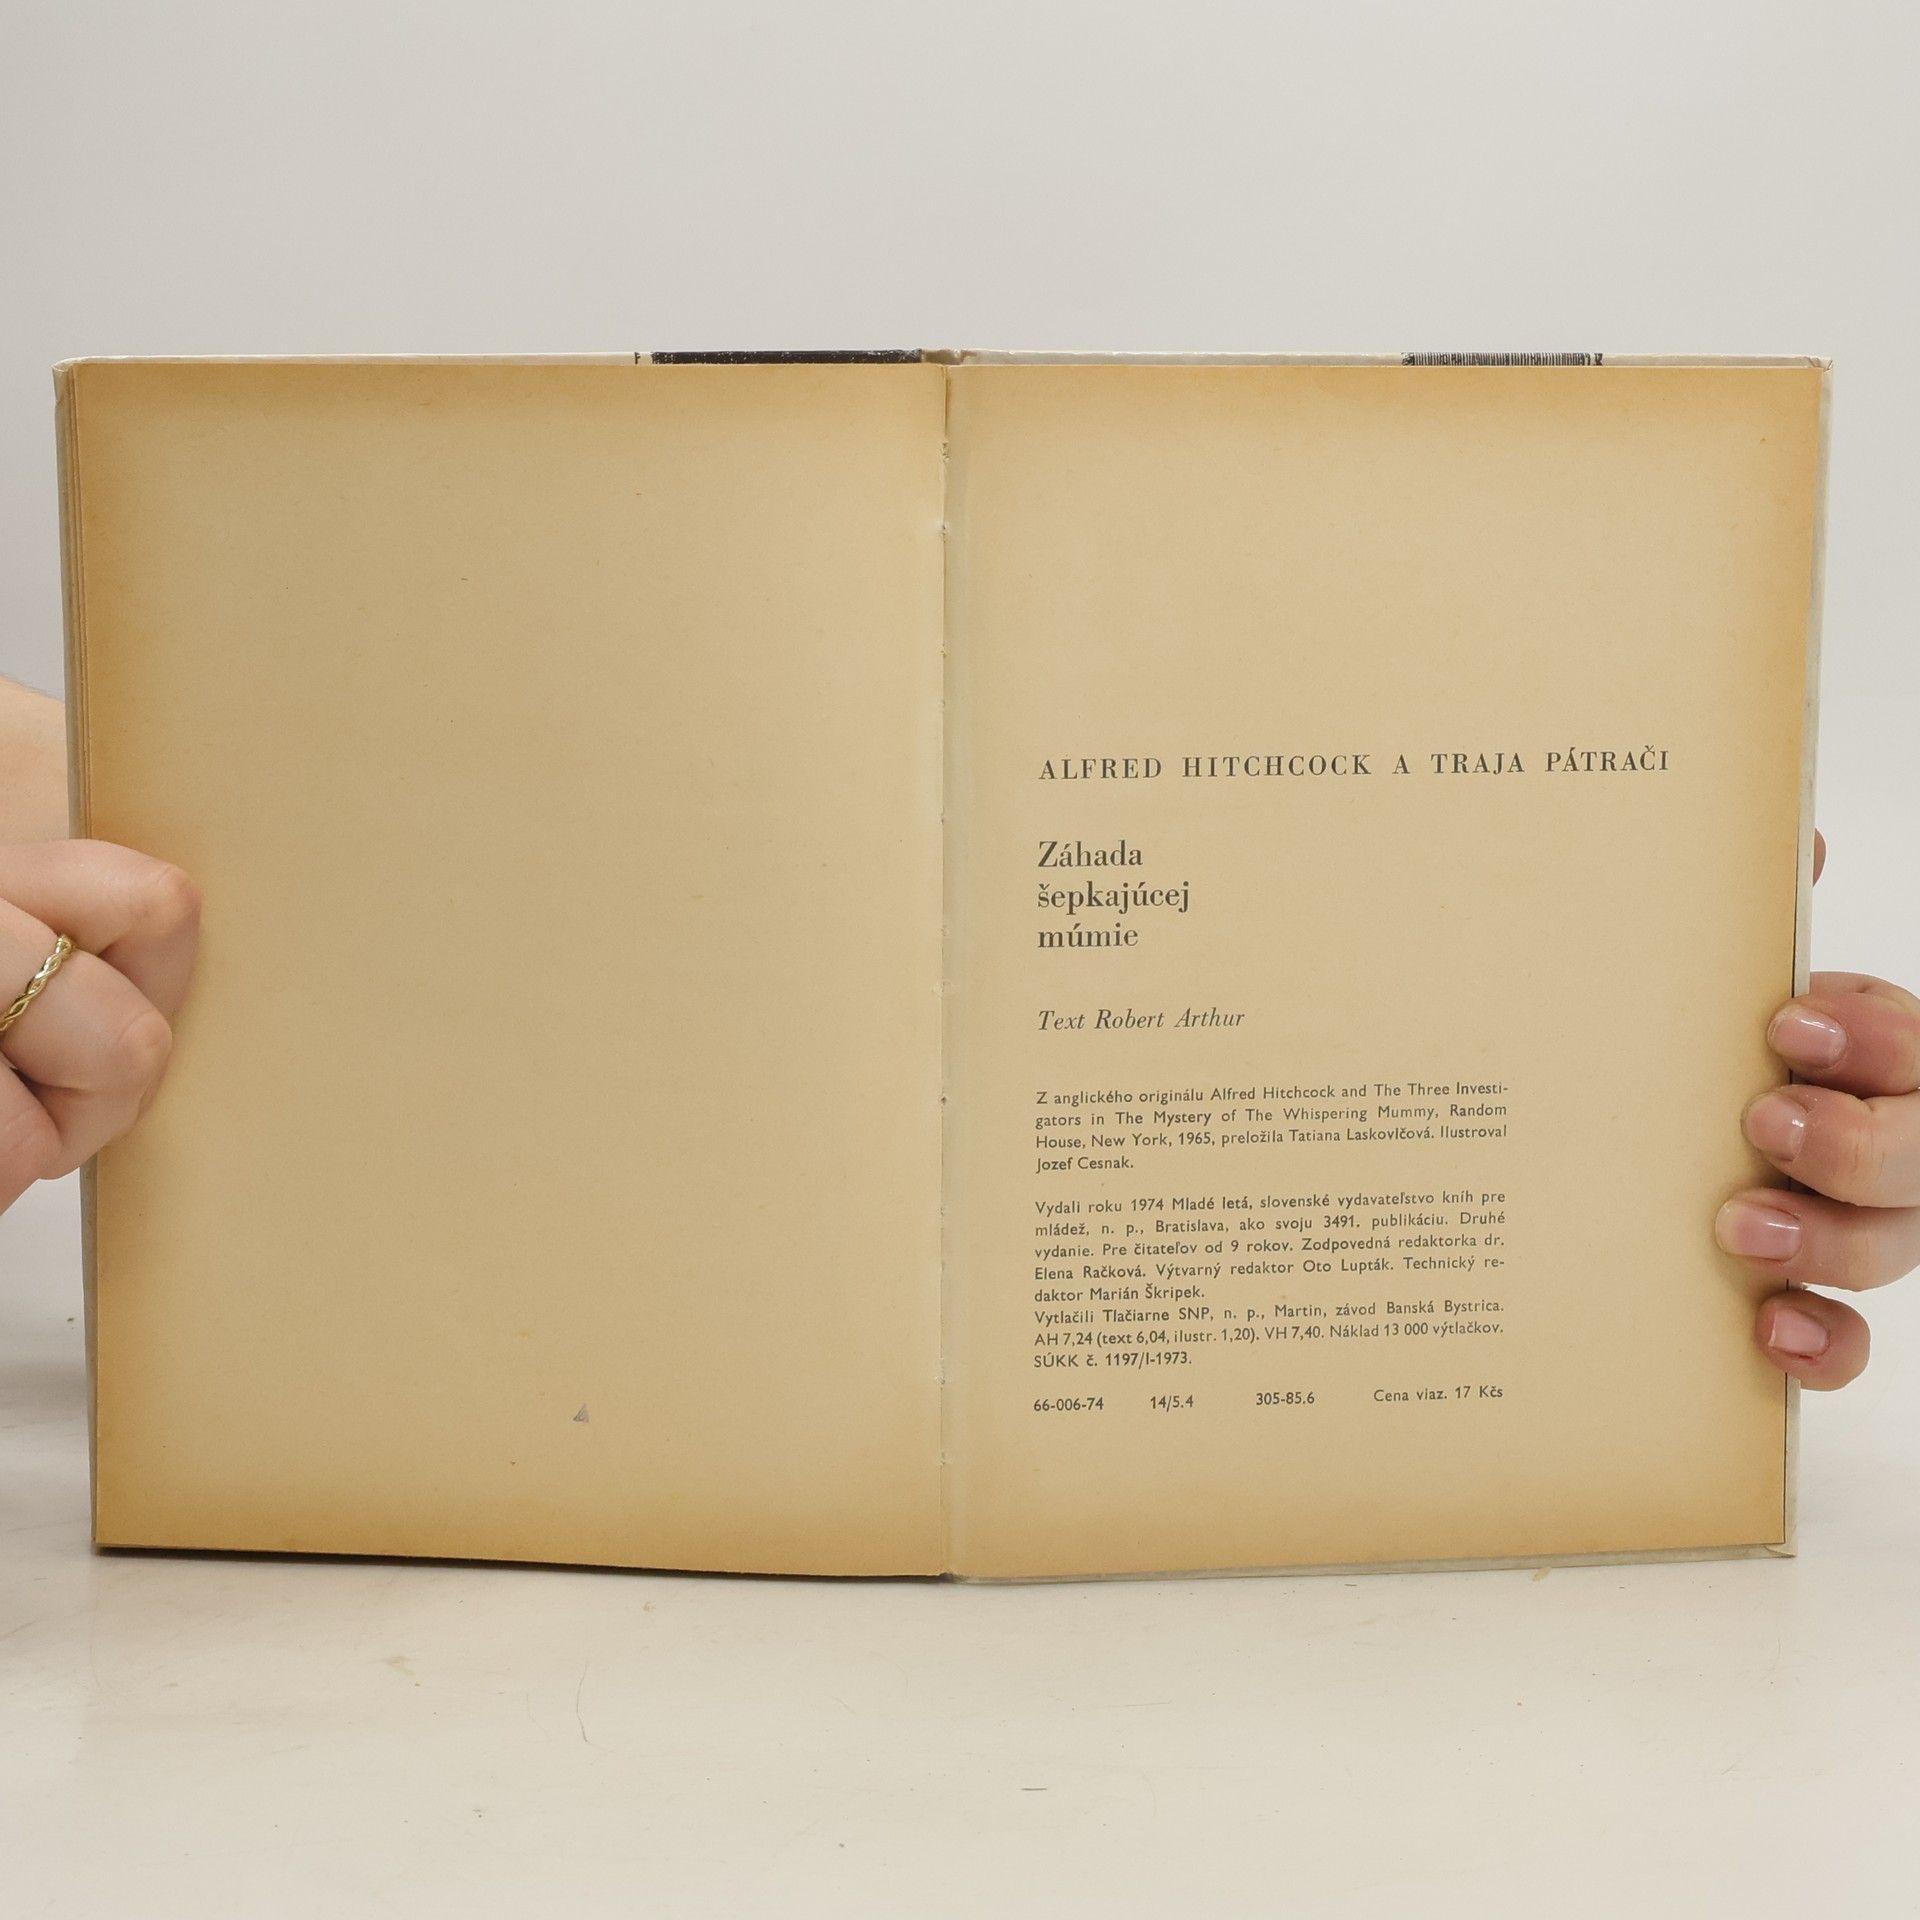 ALFRED HITCHCOCK A TRAJA PÁTRAČI
Záhada
šepkajúcej
múmie
Text Robert Arthur
Z anglického originálu Alfred Hitchcock and The Three Investi-
gators in The Mystery of The Whispering Mummy, Random
House, New York, 1965, preložila Tatiana Laskovičová. Ilustroval
Jozef Cesnak.
Vydali roku 1974 Mladé letá, slovenské vydavateľstvo kníh pre
mládež, n. p., Bratislava, ako svoju 3491. publikáciu. Druhé
vydanie. Pre čitateľov od 9 rokov. Zodpovedná redaktorka dr.
Elena Račková. Výtvarný redaktor Oto Lupták. Technický re-
daktor Marián Škripek.
Vytlačili Tlačiarne SNP, n. p., Martin, závod Banská Bystrica.
AH 7,24 (text 6,04, ilustr. 1,20). VH 7,40. Náklad 13 000 výtlačkov.
SÚKK č. 1197/I-1973.
66-006-74 14/5.4 305-85.6 Cena viaz. 17 Kčs